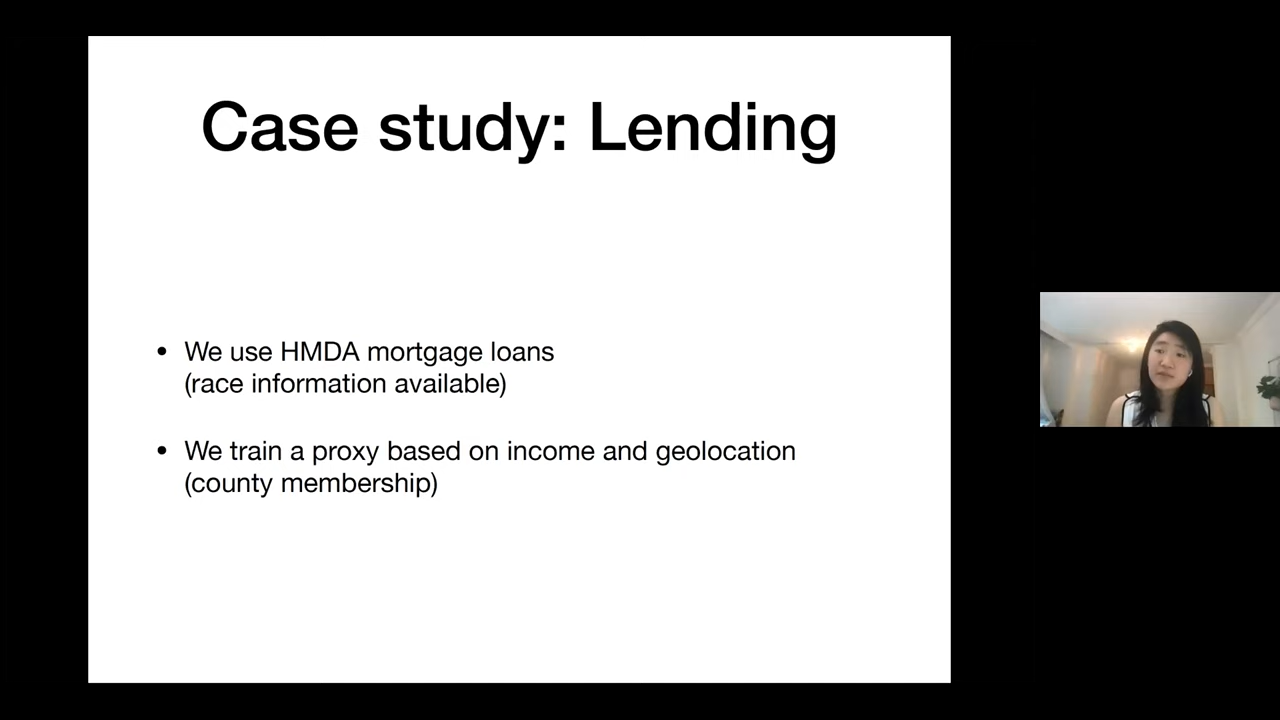 Case study: Lending
• We use HMDA mortgage loans
(race information available)
• We train a proxy based on income and geolocation
(county membership)